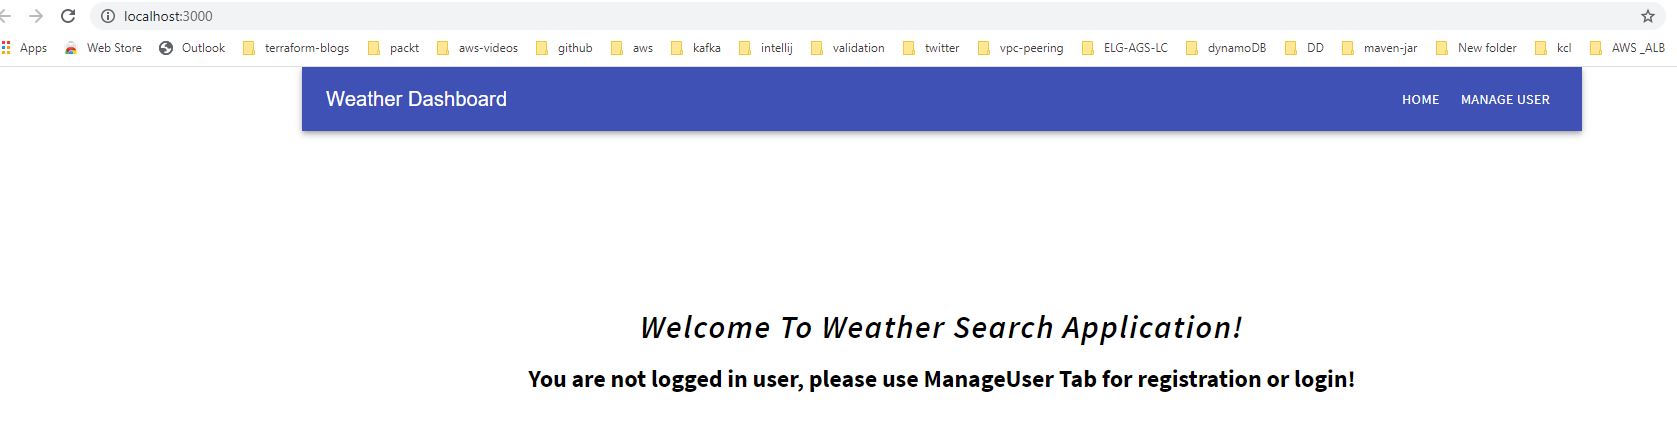 localhost:3000
Apps Web Store Outlook terraform-blogs packt aws-videos github aws kafka intellij validation twitter vpc-peering ELG-AGS-LC dynamoDB DD maven-jar New folder kcl AWS _ALB
Weather Dashboard HOME MANAGE USER
Welcome To Weather Search Application!
You are not logged in user, please use ManageUser Tab for registration or login!